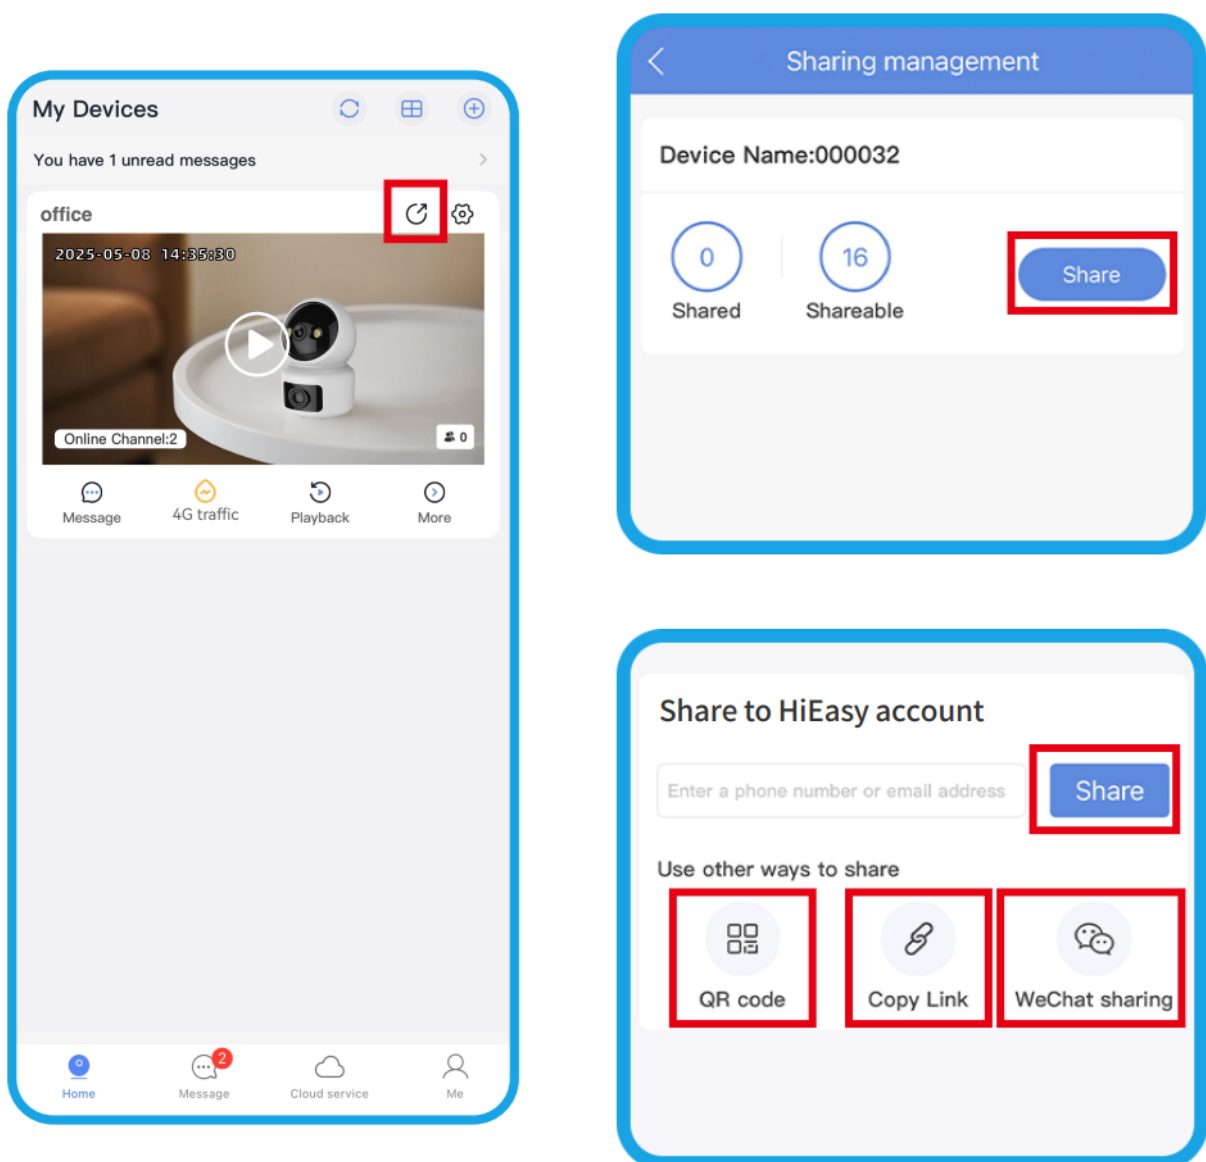 My Devices
You have 1 unread messages
office
2025-05-08 14:35:30
Online Channel:2
0
Message
4G traffic
Playback
More
Home
2
Message
Cloud service
Me
Sharing management
Device Name:000032
0
Shared
16
Shareable
Share
Share to HiEasy account
Enter a phone number or email address
Share
Use other ways to share
QR code
Copy Link
WeChat sharing